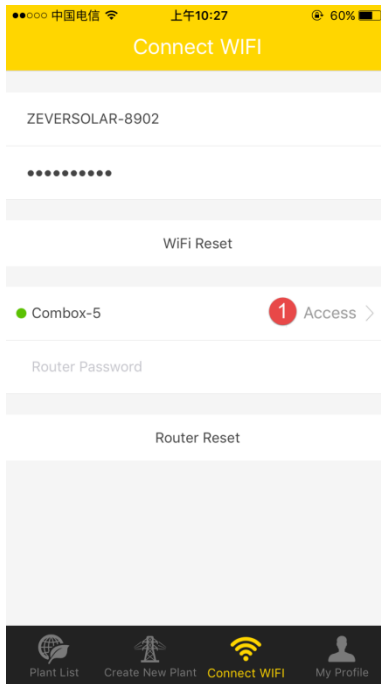 中国电信 上午10:27 60%
Connect WIFI
ZEVERSOLAR-8902
••••••••••
WiFi Reset
Combox-5 1 Access >
Router Password
Router Reset
Plant List Create New Plant Connect WIFI My Profile